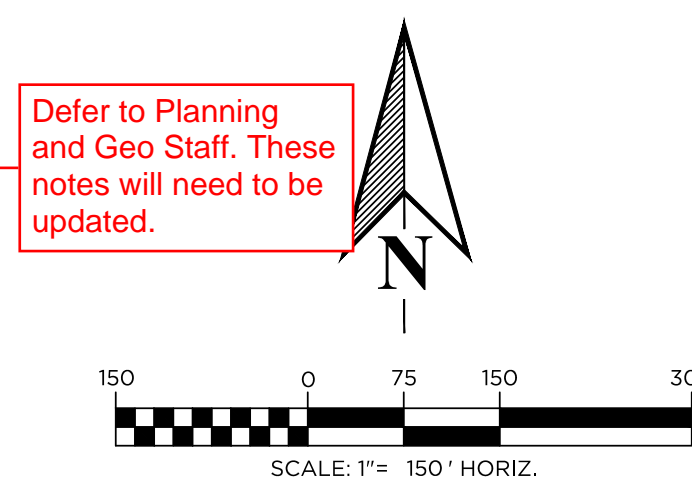 Defer to Planning
and Geo Staff. These
notes will need to be
updated.
N
150 0 75 150 30
SCALE: 1"= 150' HORIZ.